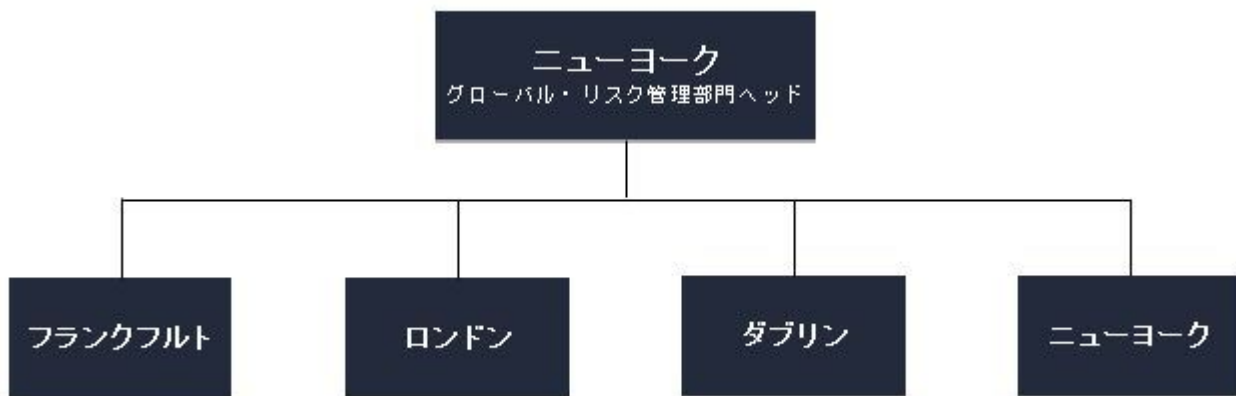 ニューヨーク
グローバル・リスク管理部門ヘッド
フランクフルト
ロンドン
ダブリン
ニューヨーク